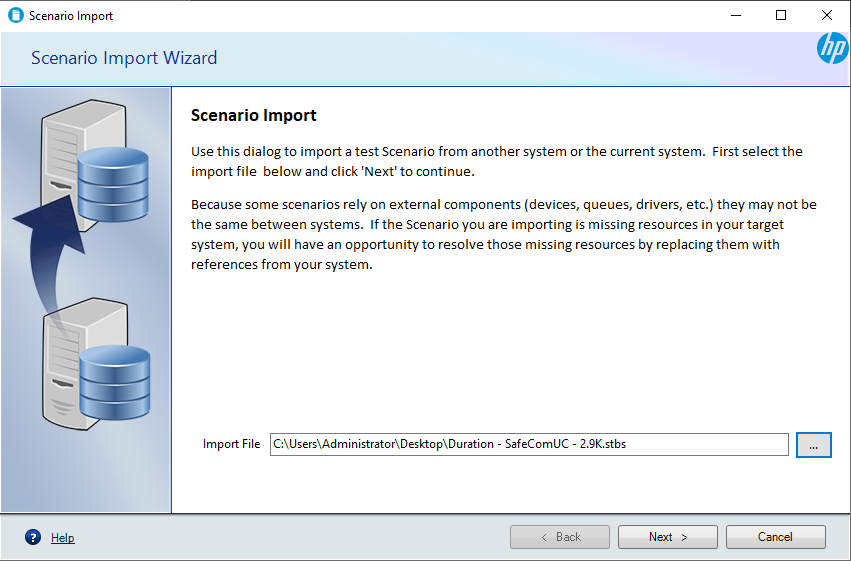 Scenario Import
Scenario Import Wizard
hp
Scenario Import
Use this dialog to import a test Scenario from another system or the current system.  First select the
import file  below and click 'Next' to continue.
Because some scenarios rely on external components (devices, queues, drivers, etc.) they may not be
the same between systems.  If the Scenario you are importing is missing resources in your target
system, you will have an opportunity to resolve those missing resources by replacing them with
references from your system.
Import File C:\Users\Administrator\Desktop\Duration - SafeComUC - 2.9K.stbs ...
? Help < Back Next > Cancel